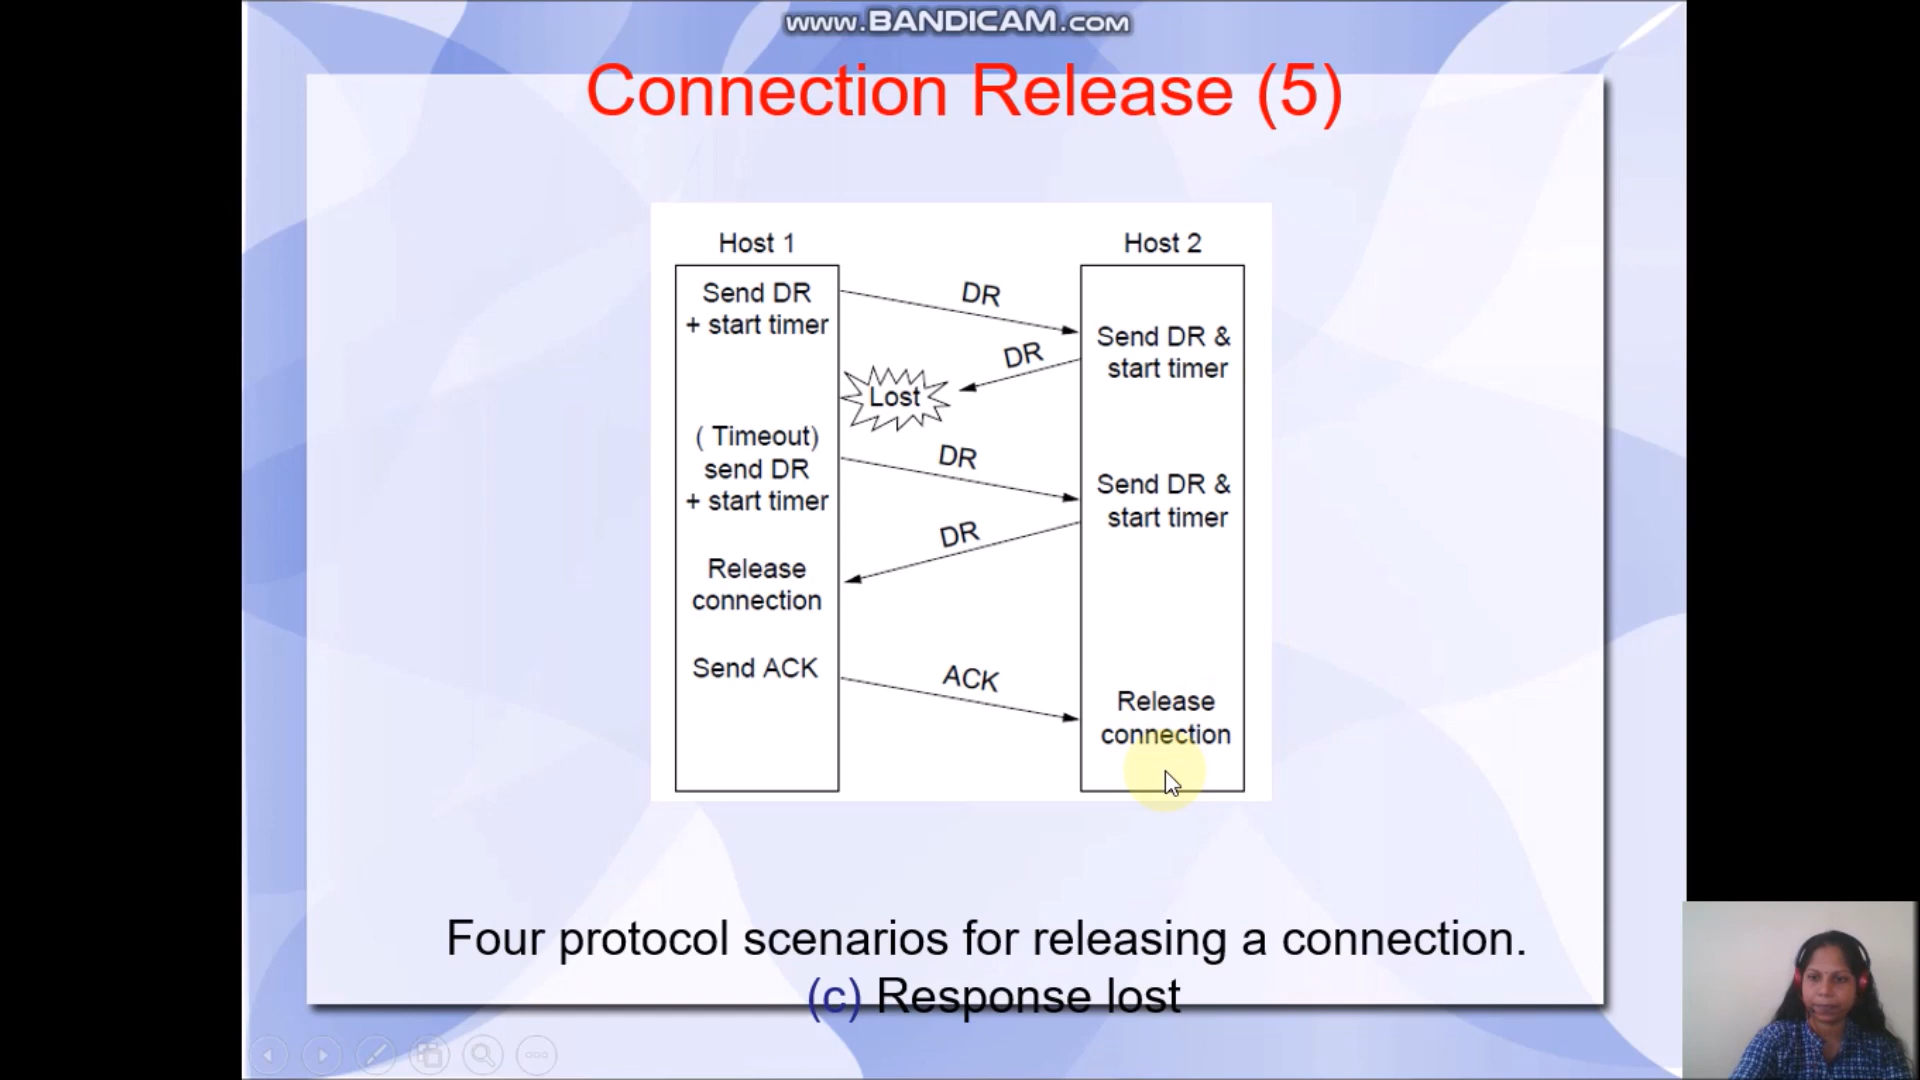 www.BANDICAM.com
Connection Release (5)
Host 1
Host 2
Send DR
+ start timer
DR
Send DR &
start timer
DR
Lost
( Timeout)
send DR
+ start timer
DR
Send DR &
start timer
DR
Release
connection
Send ACK
ACK
Release
connection
Four protocol scenarios for releasing a connection.
(c) Response lost